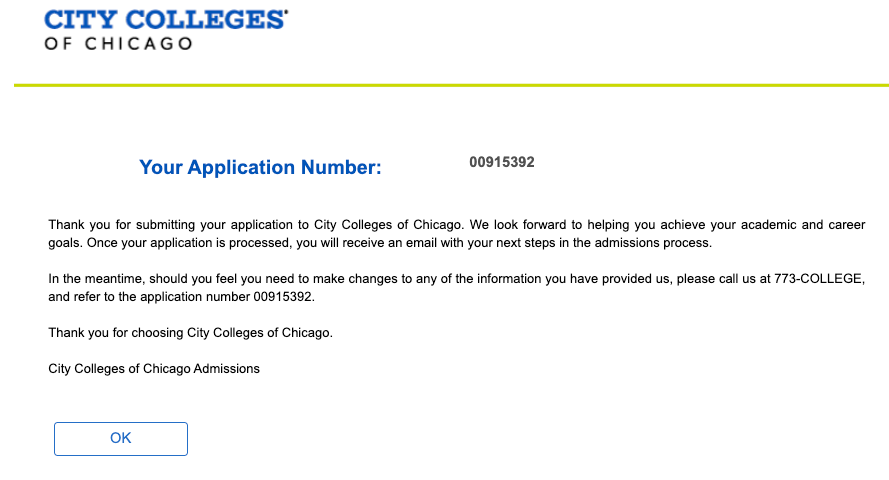 CITY COLLEGES
OF CHICAGO
Your Application Number: 00915392
Thank you for submitting your application to City Colleges of Chicago. We look forward to helping you achieve your academic and career
goals. Once your application is processed, you will receive an email with your next steps in the admissions process.
In the meantime, should you feel you need to make changes to any of the information you have provided us, please call us at 773-COLLEGE,
and refer to the application number 00915392.
Thank you for choosing City Colleges of Chicago.
City Colleges of Chicago Admissions
OK